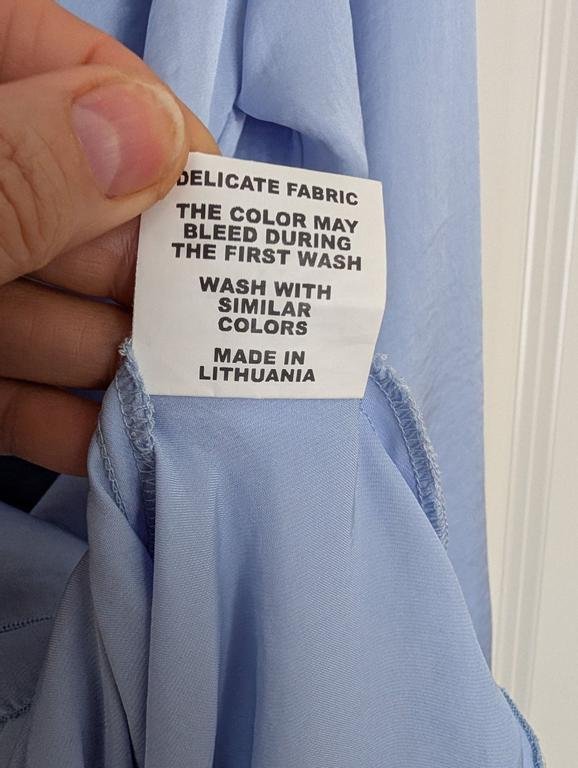 DELICATE FABRIC
THE COLOR MAY
BLEED DURING
THE FIRST WASH
WASH WITH
SIMILAR
COLORS
MADE IN
LITHUANIA